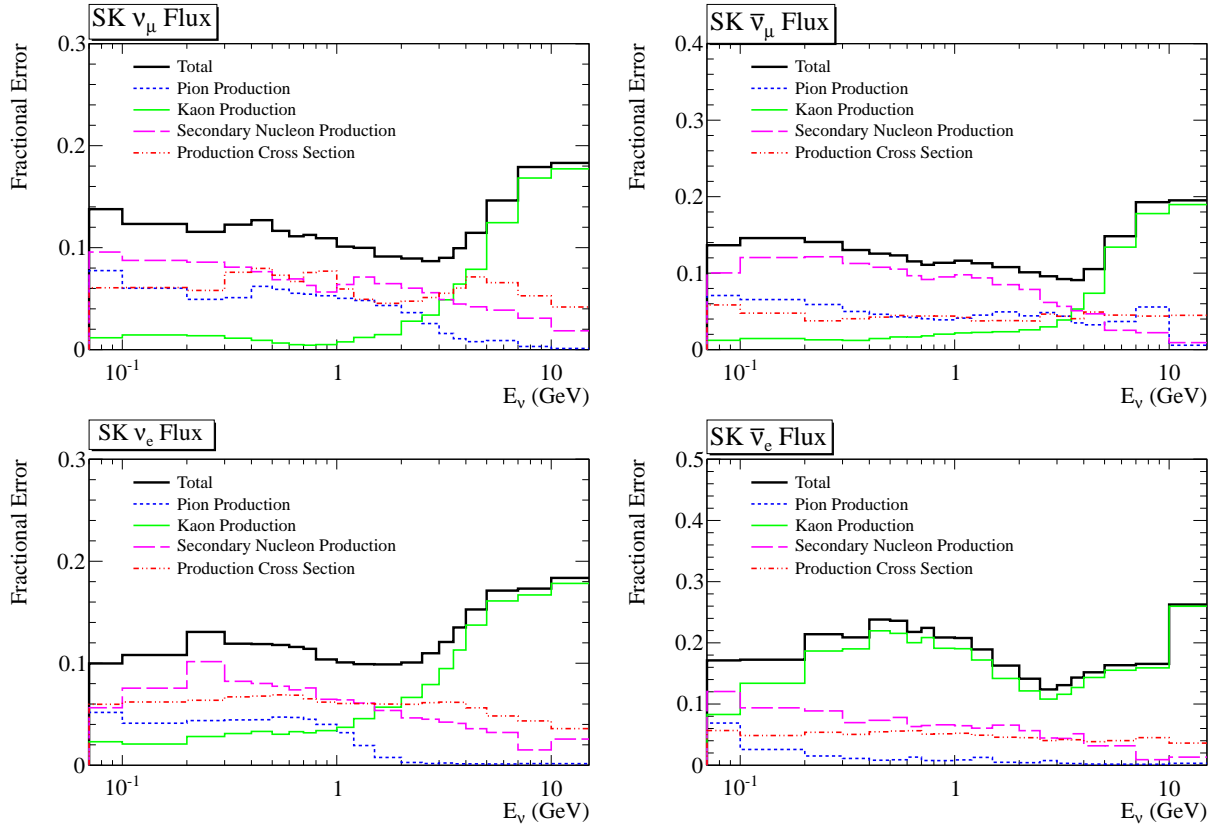 SK ν_μ Flux
Fractional Error
0.3
0.2
0.1
0
Total
Pion Production
Kaon Production
Secondary Nucleon Production
Production Cross Section
10⁻¹ 1 10
E_ν (GeV)
SK ν̅_μ Flux
Fractional Error
0.4
0.3
0.2
0.1
0
Total
Pion Production
Kaon Production
Secondary Nucleon Production
Production Cross Section
10⁻¹ 1 10
E_ν (GeV)
SK ν_e Flux
Fractional Error
0.3
0.2
0.1
0
Total
Pion Production
Kaon Production
Secondary Nucleon Production
Production Cross Section
10⁻¹ 1 10
E_ν (GeV)
SK ν̅_e Flux
Fractional Error
0.5
0.4
0.3
0.2
0.1
0
Total
Pion Production
Kaon Production
Secondary Nucleon Production
Production Cross Section
10⁻¹ 1 10
E_ν (GeV)